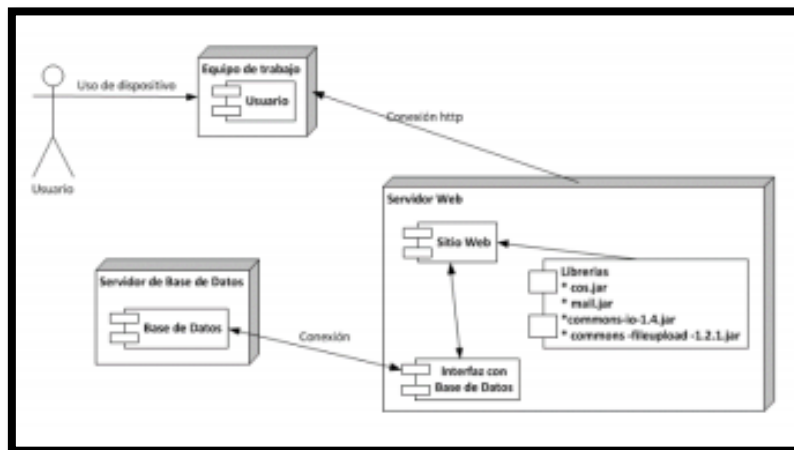 Equipo de trabajo
Usuario
Uso de dispositivo
Usuario
Conexión http
Servidor Web
Sitio Web
Librerias
* cos.jar
* mail.jar
*commons-io-1.4.jar
* commons -fileupload -1.2.1.jar
Servidor de Base de Datos
Base de Datos
Conexión
Interfaz con
Base de Datos